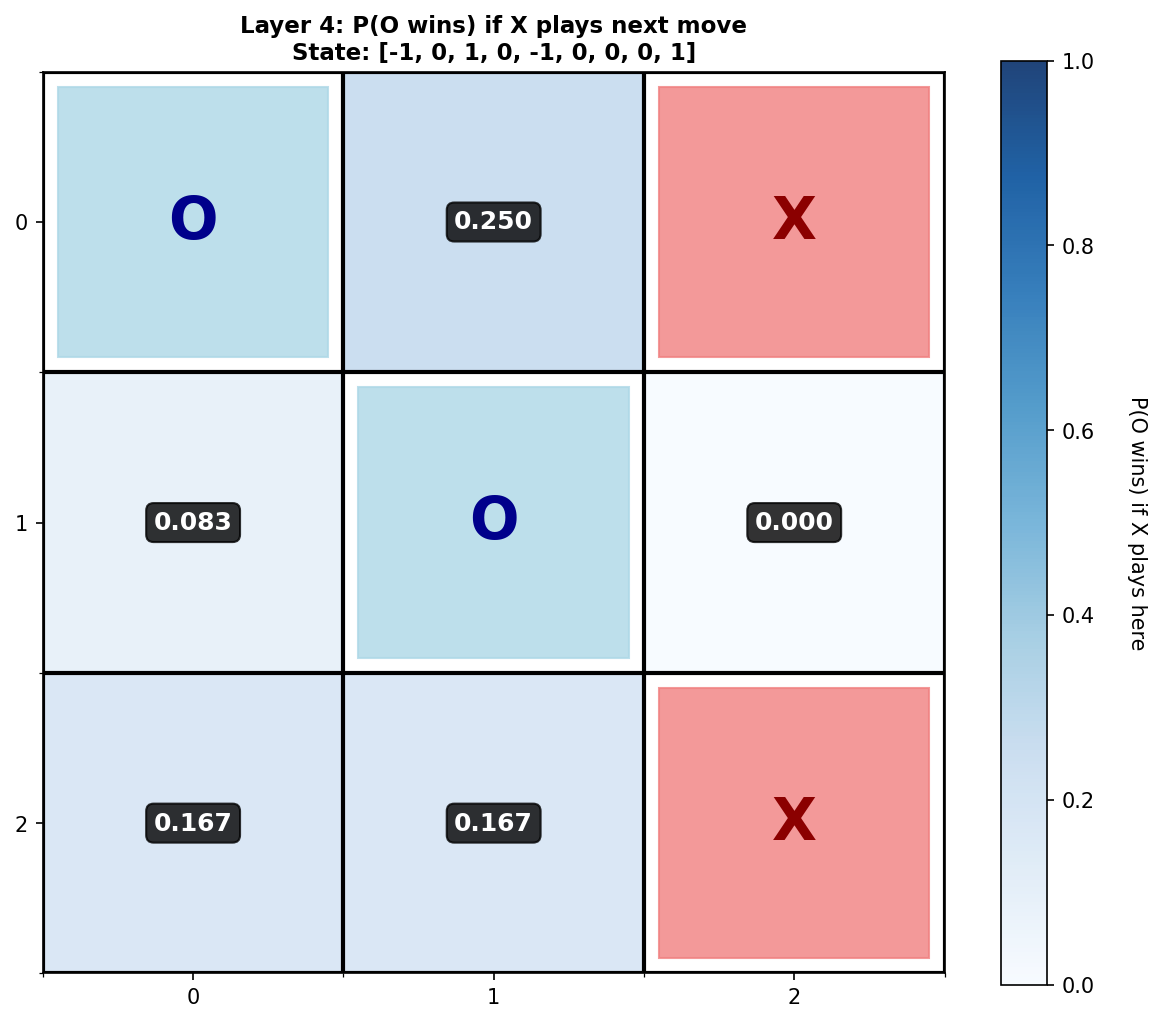 Layer 4: P(O wins) if X plays next move
State: [-1, 0, 1, 0, -1, 0, 0, 0, 1]
0
O
0.250
X
1
0.083
O
0.000
2
0.167
0.167
X
0
1
2
1.0
0.8
0.6
0.4
0.2
0.0
P(O wins) if X plays here